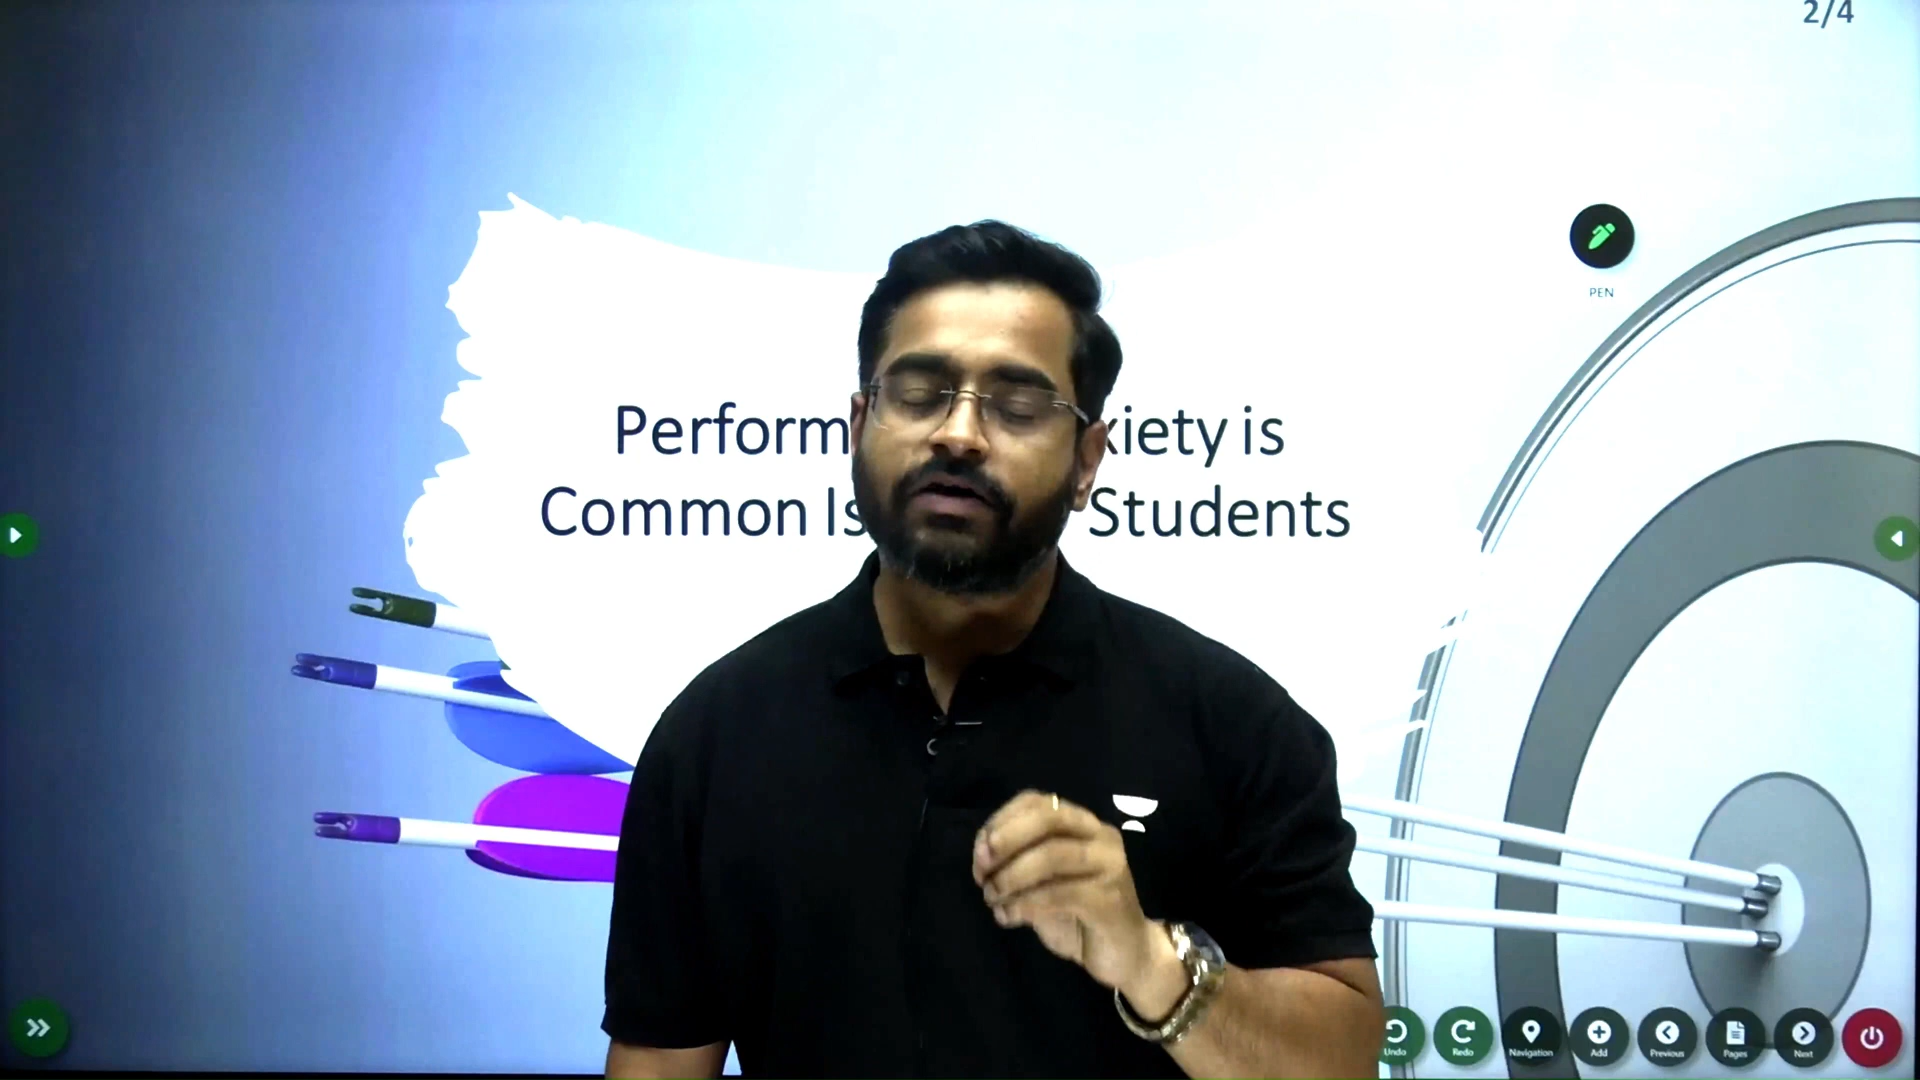 2/4
PEN
Perform xiety is
Common Is Students
Undo
Redo
Navigation
Add
Previous
Pages
Next